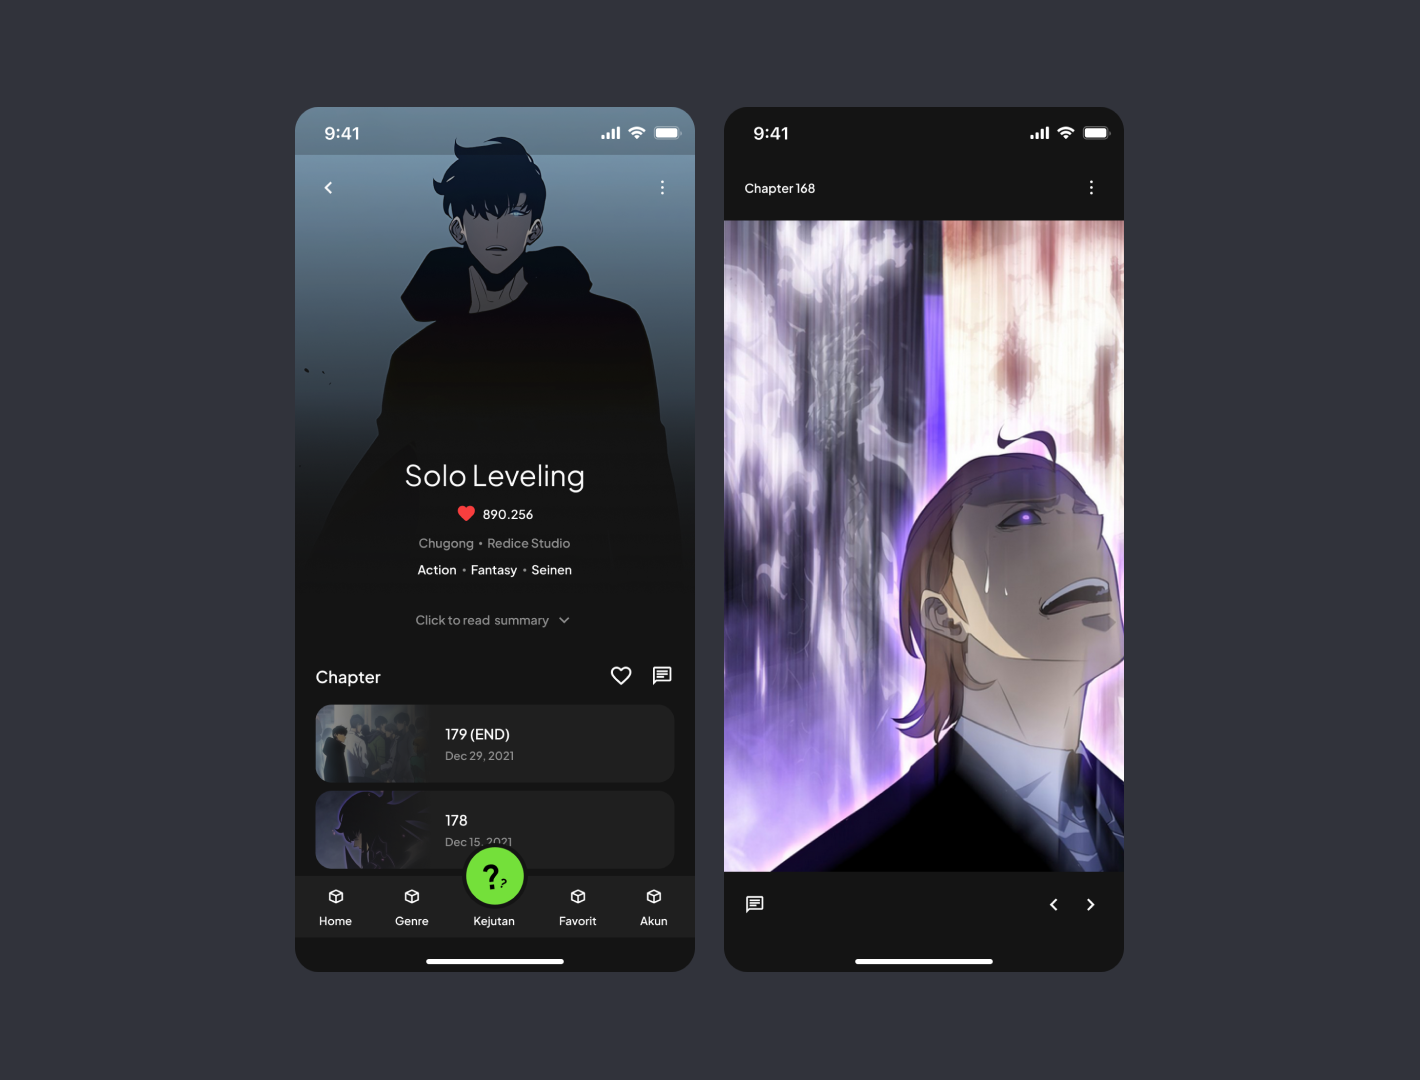 9:41
Solo Leveling
890.256
Chugong • Redice Studio
Action • Fantasy • Seinen
Click to read summary
Chapter
179 (END)
Dec 29, 2021
178
Dec 15, 2021
??
Home
Genre
Kejutan
Favorit
Akun
9:41
Chapter 168